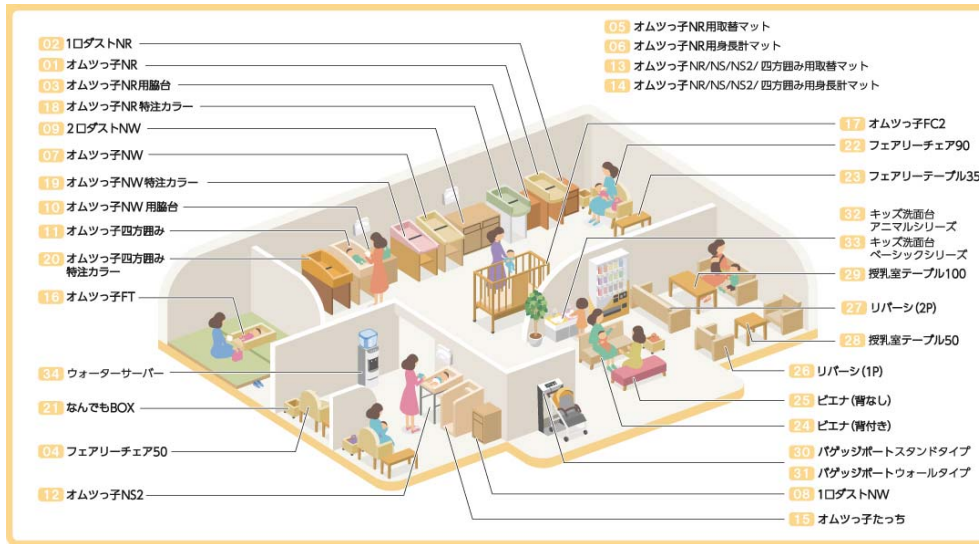 02 1口ダストNR
01 オムツっ子NR
03 オムツっ子NR用脇台
18 オムツっ子NR特注カラー
09 2口ダストNW
07 オムツっ子NW
19 オムツっ子NW特注カラー
10 オムツっ子NW用脇台
11 オムツっ子四方囲み
20 オムツっ子四方囲み
特注カラー
16 オムツっ子FT
34 ウォーターサーバー
21 なんでもBOX
04 フェアリーチェア50
12 オムツっ子NS2
05 オムツっ子NR用取替マット
06 オムツっ子NR用身長計マット
13 オムツっ子NR/NS/NS2/四方囲み用取替マット
14 オムツっ子NR/NS/NS2/四方囲み用身長計マット
17 オムツっ子FC2
22 フェアリーチェア90
23 フェアリーテーブル35
32 キッズ洗面台
アニマルシリーズ
33 キッズ洗面台
ベーシックシリーズ
29 授乳室テーブル100
27 リバーシ(2P)
28 授乳室テーブル50
26 リバーシ(1P)
25 ピエナ(背なし)
24 ピエナ(背付き)
30 バゲッジポートスタンドタイプ
31 バゲッジポートウォールタイプ
08 1口ダストNW
15 オムツっ子たっち